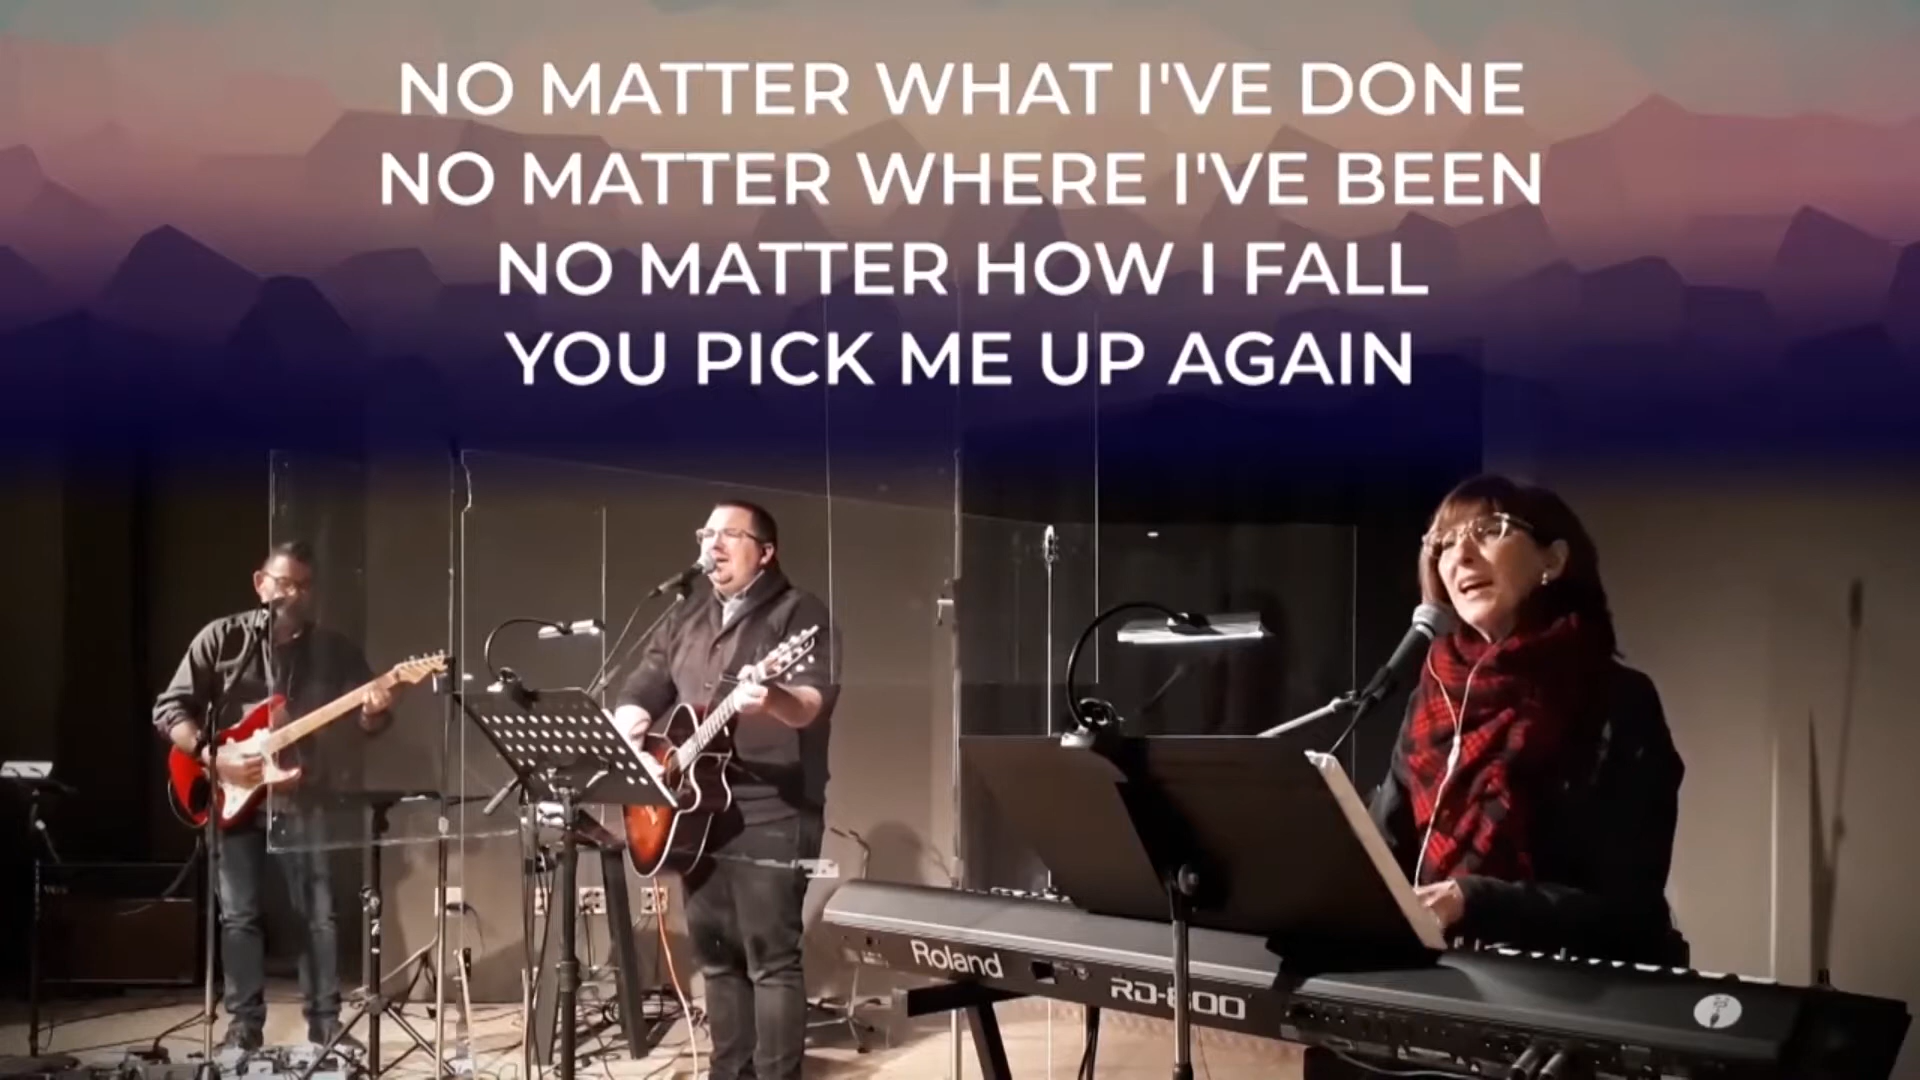 NO MATTER WHAT I'VE DONE
NO MATTER WHERE I'VE BEEN
NO MATTER HOW I FALL
YOU PICK ME UP AGAIN
Roland
RD-800